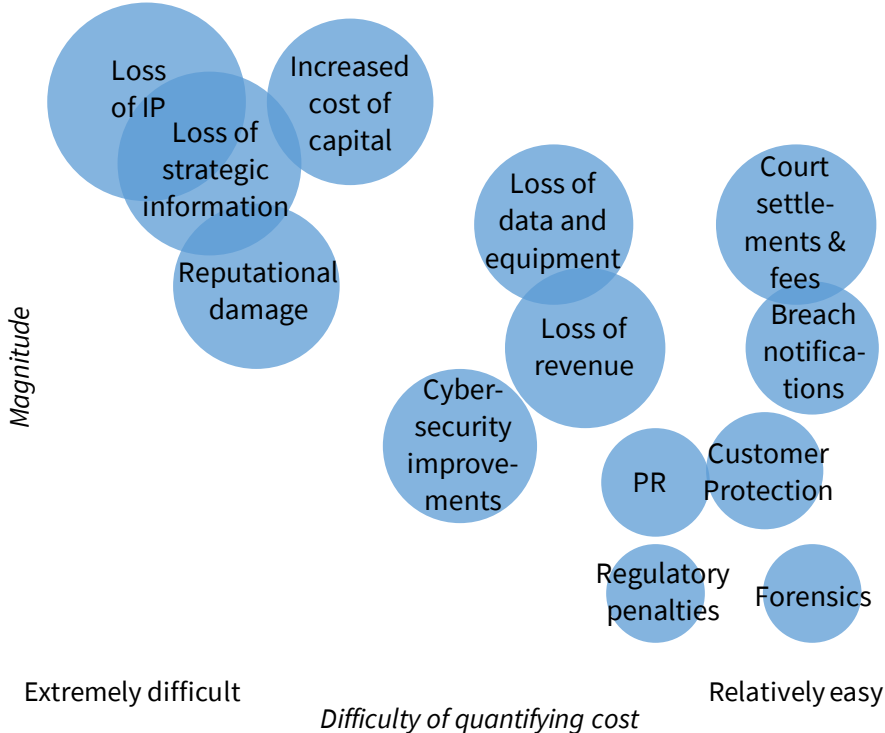 Loss
of IP
Increased
cost of
capital
Loss of
strategic
information
Reputational
damage
Loss of
data and
equipment
Court
settle-
ments &
fees
Loss of
revenue
Breach
notifica-
tions
Cyber-
security
improve-
ments
PR
Customer
Protection
Regulatory
penalties
Forensics
Magnitude
Extremely difficult
Relatively easy
Difficulty of quantifying cost